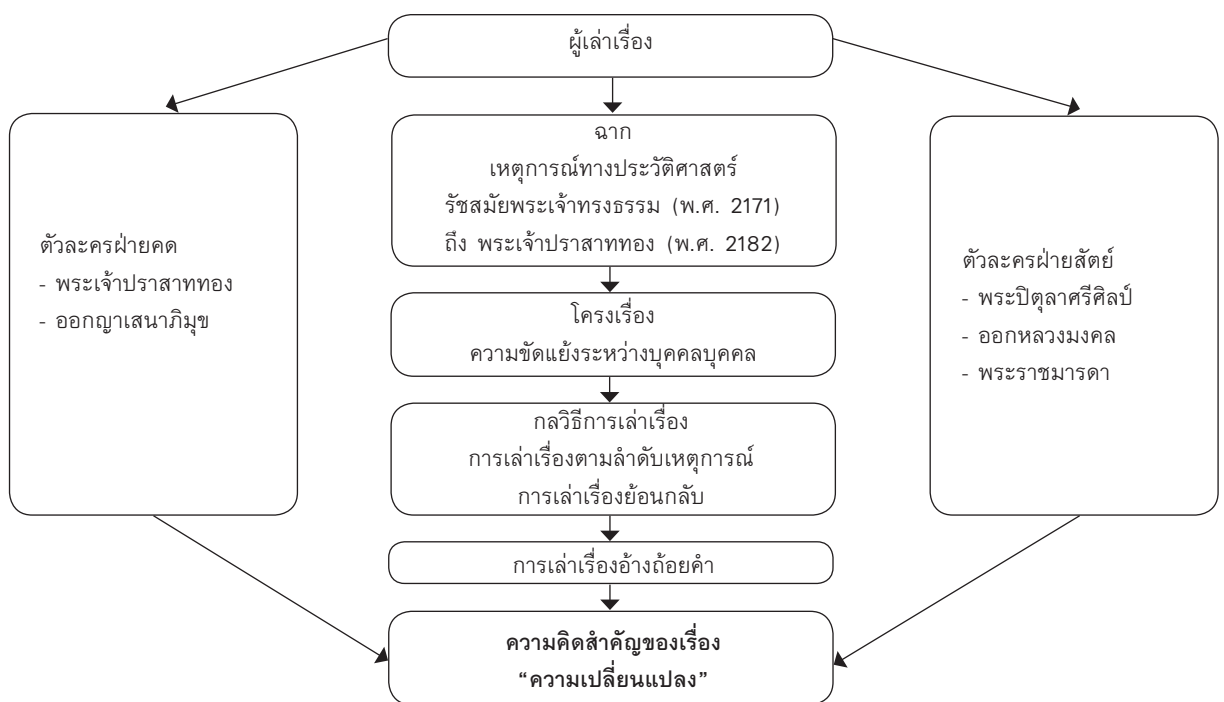 ผู้เล่าเรื่อง
ฉาก
เหตุการณ์ทางประวัติศาสตร์
รัชสมัยพระเจ้าทรงธรรม (พ.ศ. 2171)
ถึง พระเจ้าปราสาททอง (พ.ศ. 2182)
ตัวละครฝ่ายคด
- พระเจ้าปราสาททอง
- ออกญาเสนาภิมุข
ตัวละครฝ่ายสัตย์
- พระปิตุลาศรีศิลป์
- ออกหลวงมงคล
- พระราชมารดา
โครงเรื่อง
ความขัดแย้งระหว่างบุคคลบุคคล
กลวิธีการเล่าเรื่อง
การเล่าเรื่องตามลำดับเหตุการณ์
การเล่าเรื่องย้อนกลับ
การเล่าเรื่องอ้างถ้อยคำ
ความคิดสำคัญของเรื่อง
“ความเปลี่ยนแปลง”